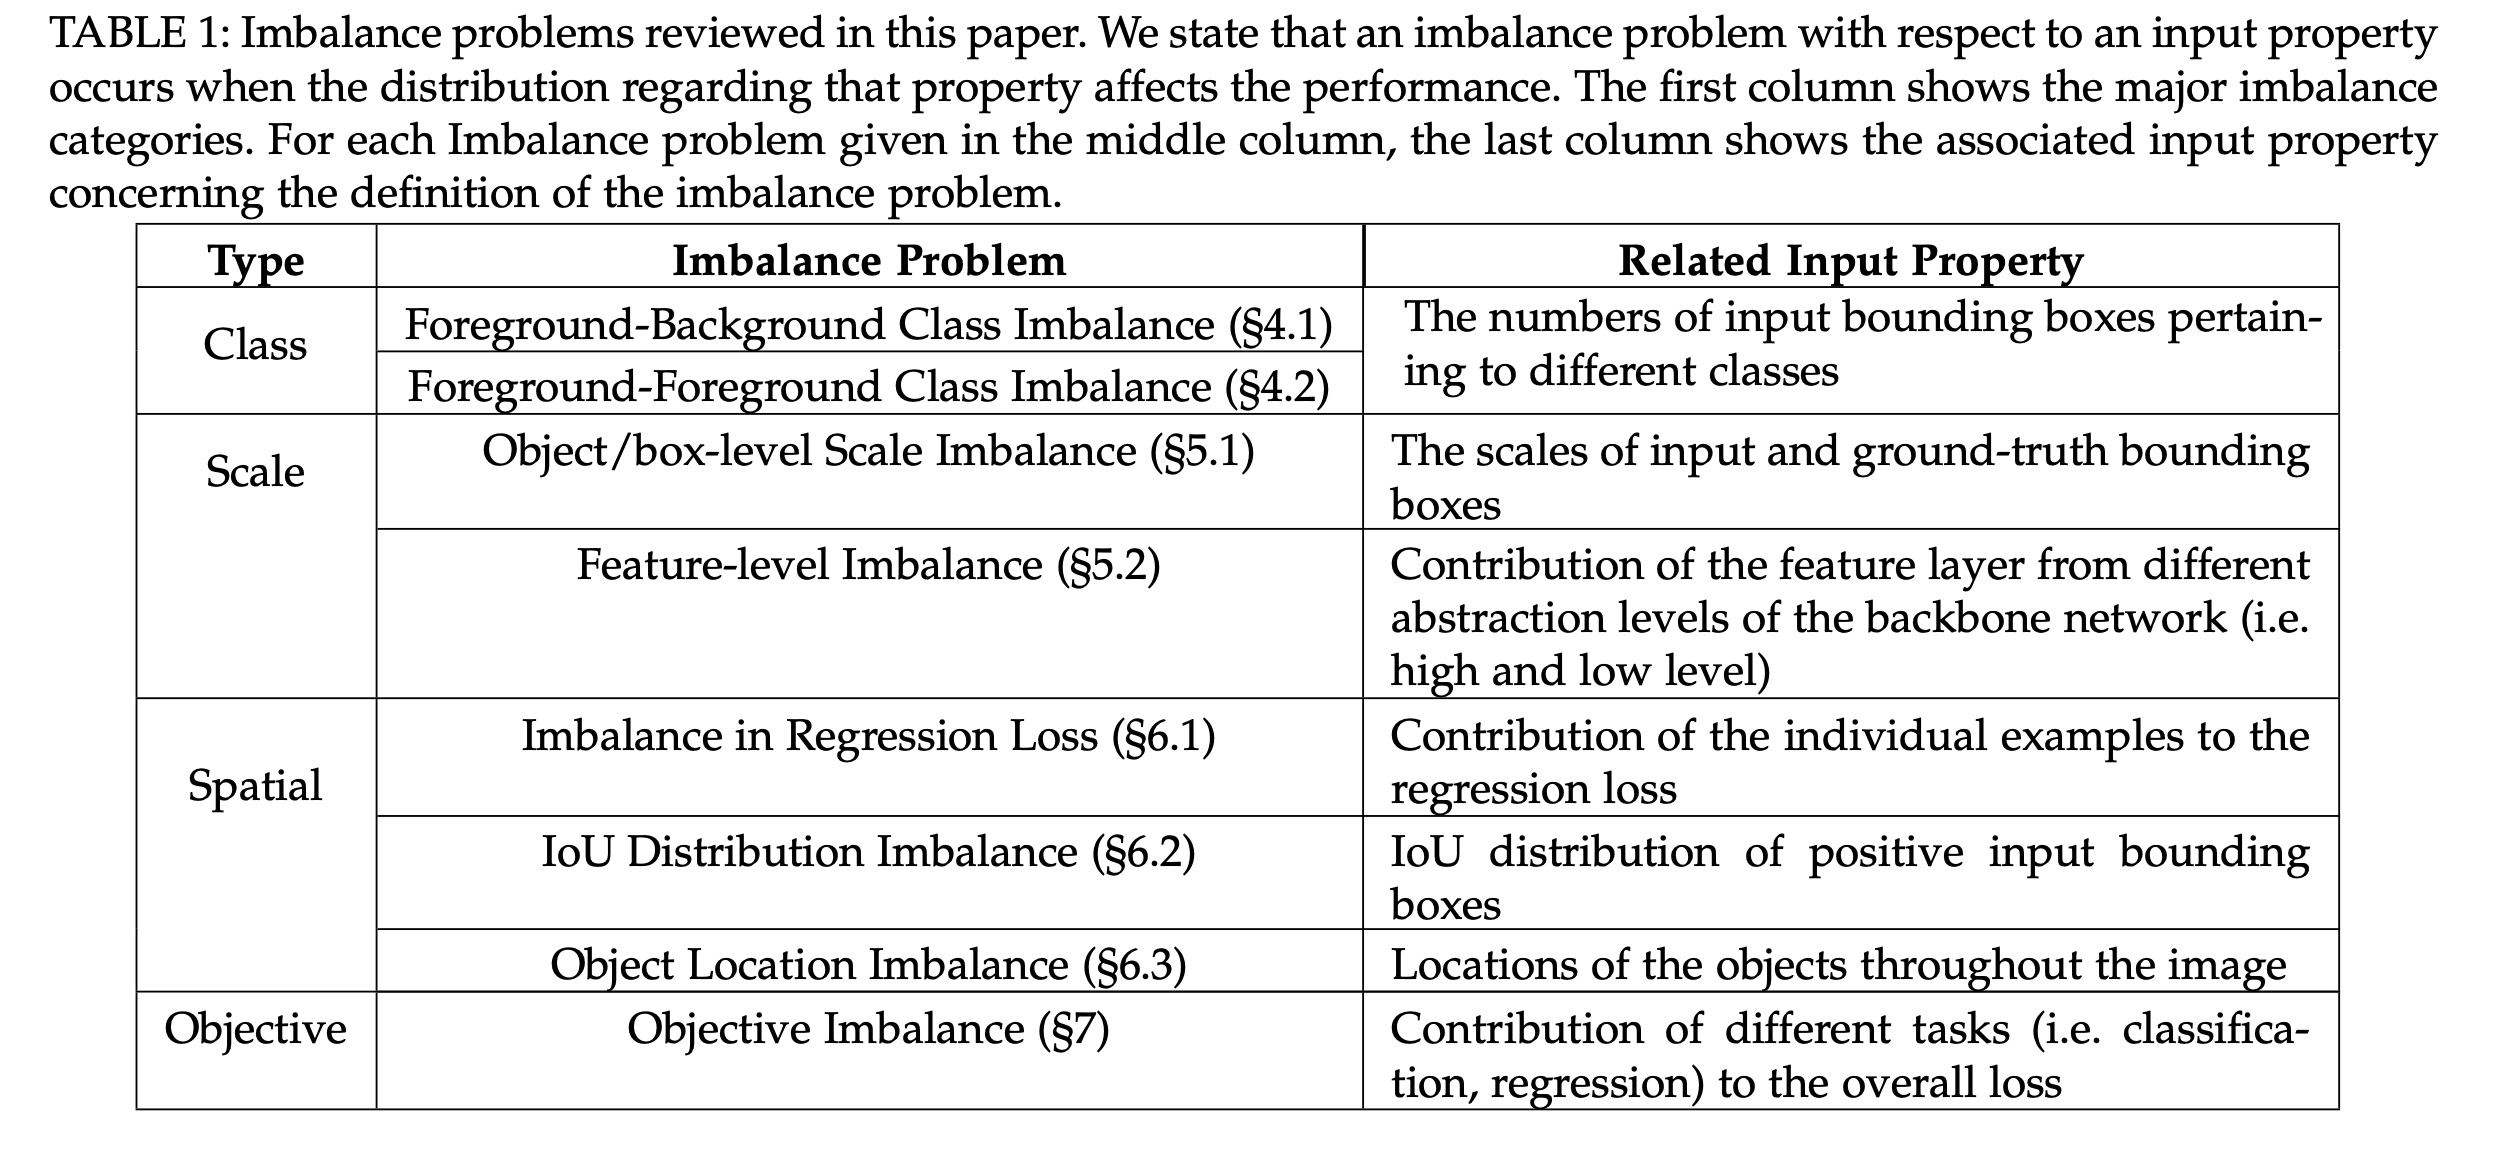 TABLE 1: Imbalance problems reviewed in this paper. We state that an imbalance problem with respect to an input property
occurs when the distribution regarding that property affects the performance. The first column shows the major imbalance
categories. For each Imbalance problem given in the middle column, the last column shows the associated input property
concerning the definition of the imbalance problem.
Type Imbalance Problem Related Input Property
Class
Foreground-Background Class Imbalance (§4.1)
Foreground-Foreground Class Imbalance (§4.2)
The numbers of input bounding boxes pertain-
ing to different classes
Scale
Object/box-level Scale Imbalance (§5.1)
The scales of input and ground-truth bounding
boxes
Feature-level Imbalance (§5.2)
Contribution of the feature layer from different
abstraction levels of the backbone network (i.e.
high and low level)
Spatial
Imbalance in Regression Loss (§6.1)
Contribution of the individual examples to the
regression loss
IoU Distribution Imbalance (§6.2)
IoU distribution of positive input bounding
boxes
Object Location Imbalance (§6.3)
Locations of the objects throughout the image
Objective
Objective Imbalance (§7)
Contribution of different tasks (i.e. classifica-
tion, regression) to the overall loss